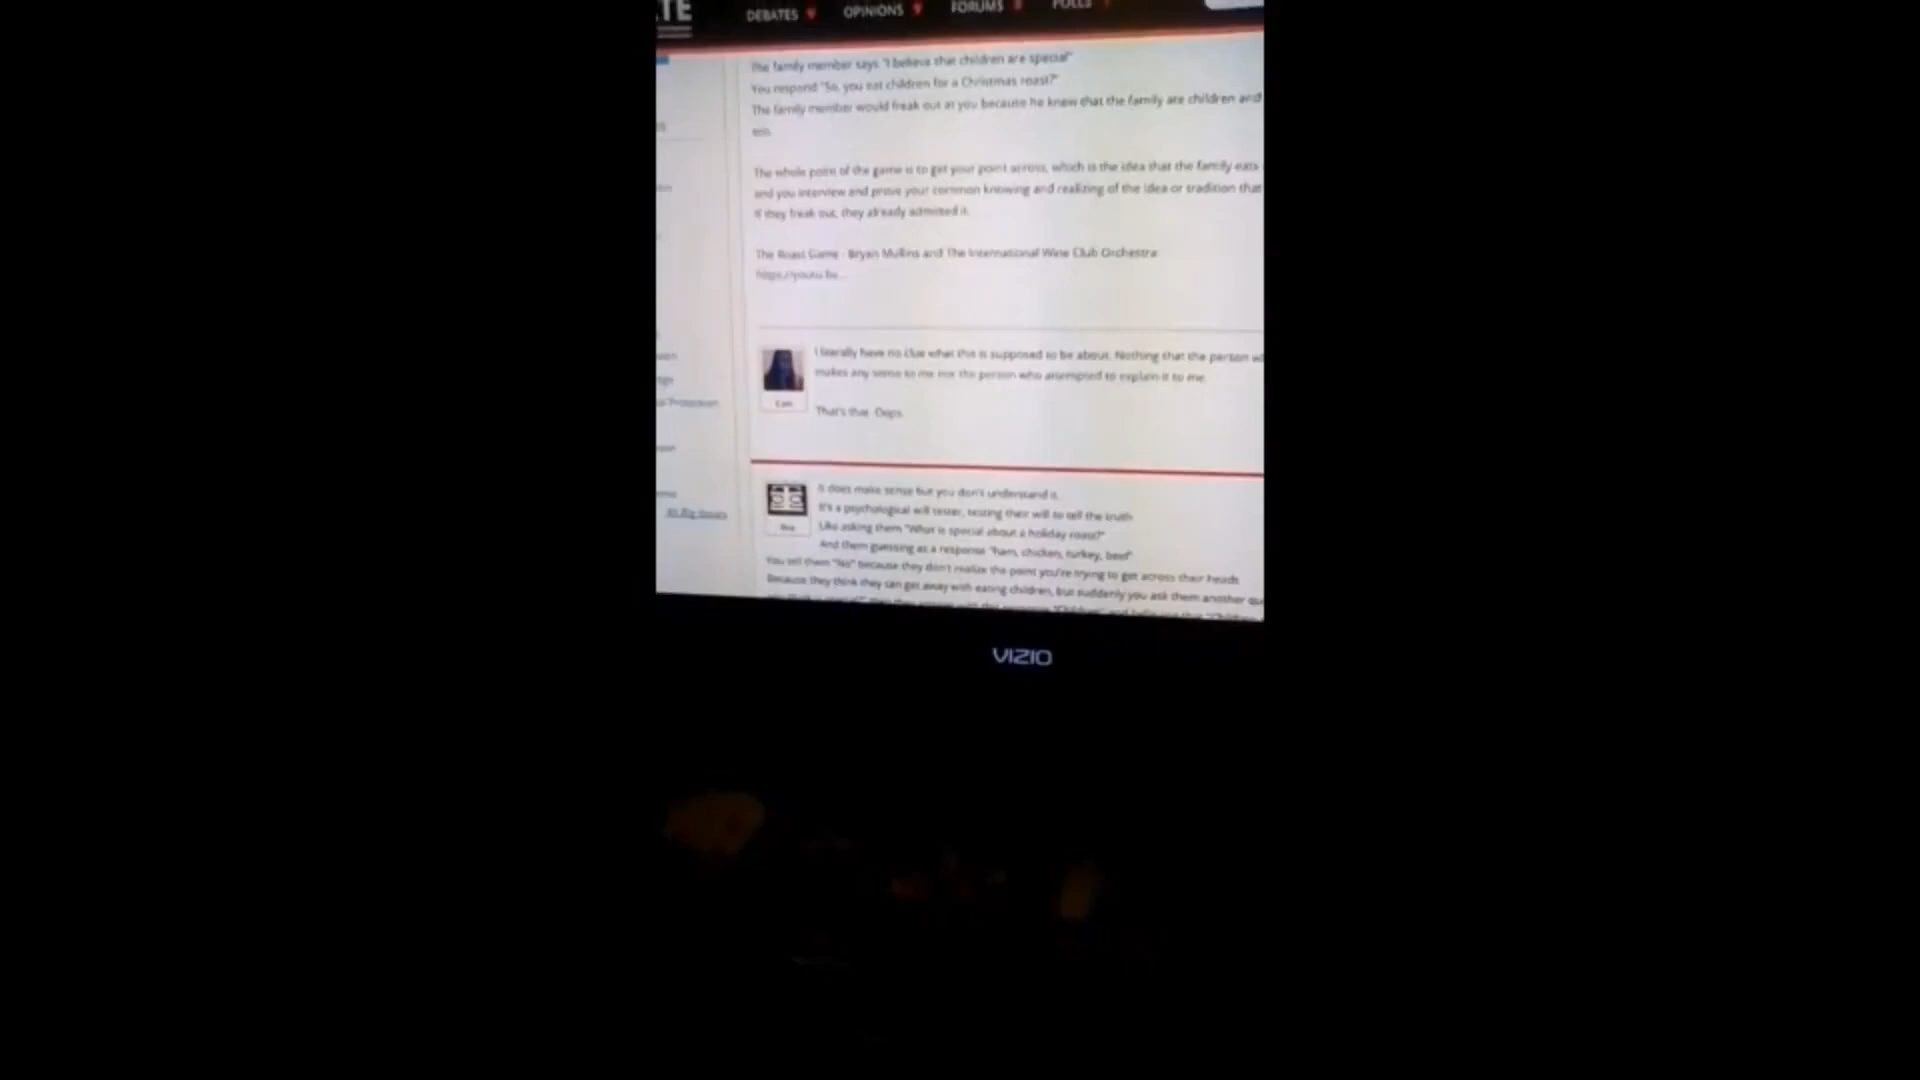 TE
DEBATES OPINIONS FORUMS POLLS
The family member says "I believe that children are special"
You respond "So, you eat children for a Christmas roast?"
The family member would freak out at you because he knew that the family ate children and
The whole point of the game is to get your point across, which is the idea that the family eats
and you interview and prove your common knowing and realizing of the idea or tradition that
If they freak out, they already admitted it.
The Roast Game - Bryan Mullins and The International Wine Club Orchestra:
https://youtu.be...
I literally have no clue what this is supposed to be about. Nothing that the person
makes any sense to me nor the person who attempted to explain it to me.
Con
That's that. Oops.
It does make sense but you don't understand it.
It's a psychological will tester, testing their will to tell the truth
Pro
Like asking them "What is special about a holiday roast?"
And them guessing as a response "ham, chicken, turkey, beef"
You tell them "No" because they don't realize the point you're trying to get across their heads
Because they think they can get away with eating children, but suddenly you ask them another
Protection
All Big Issues
VIZIO